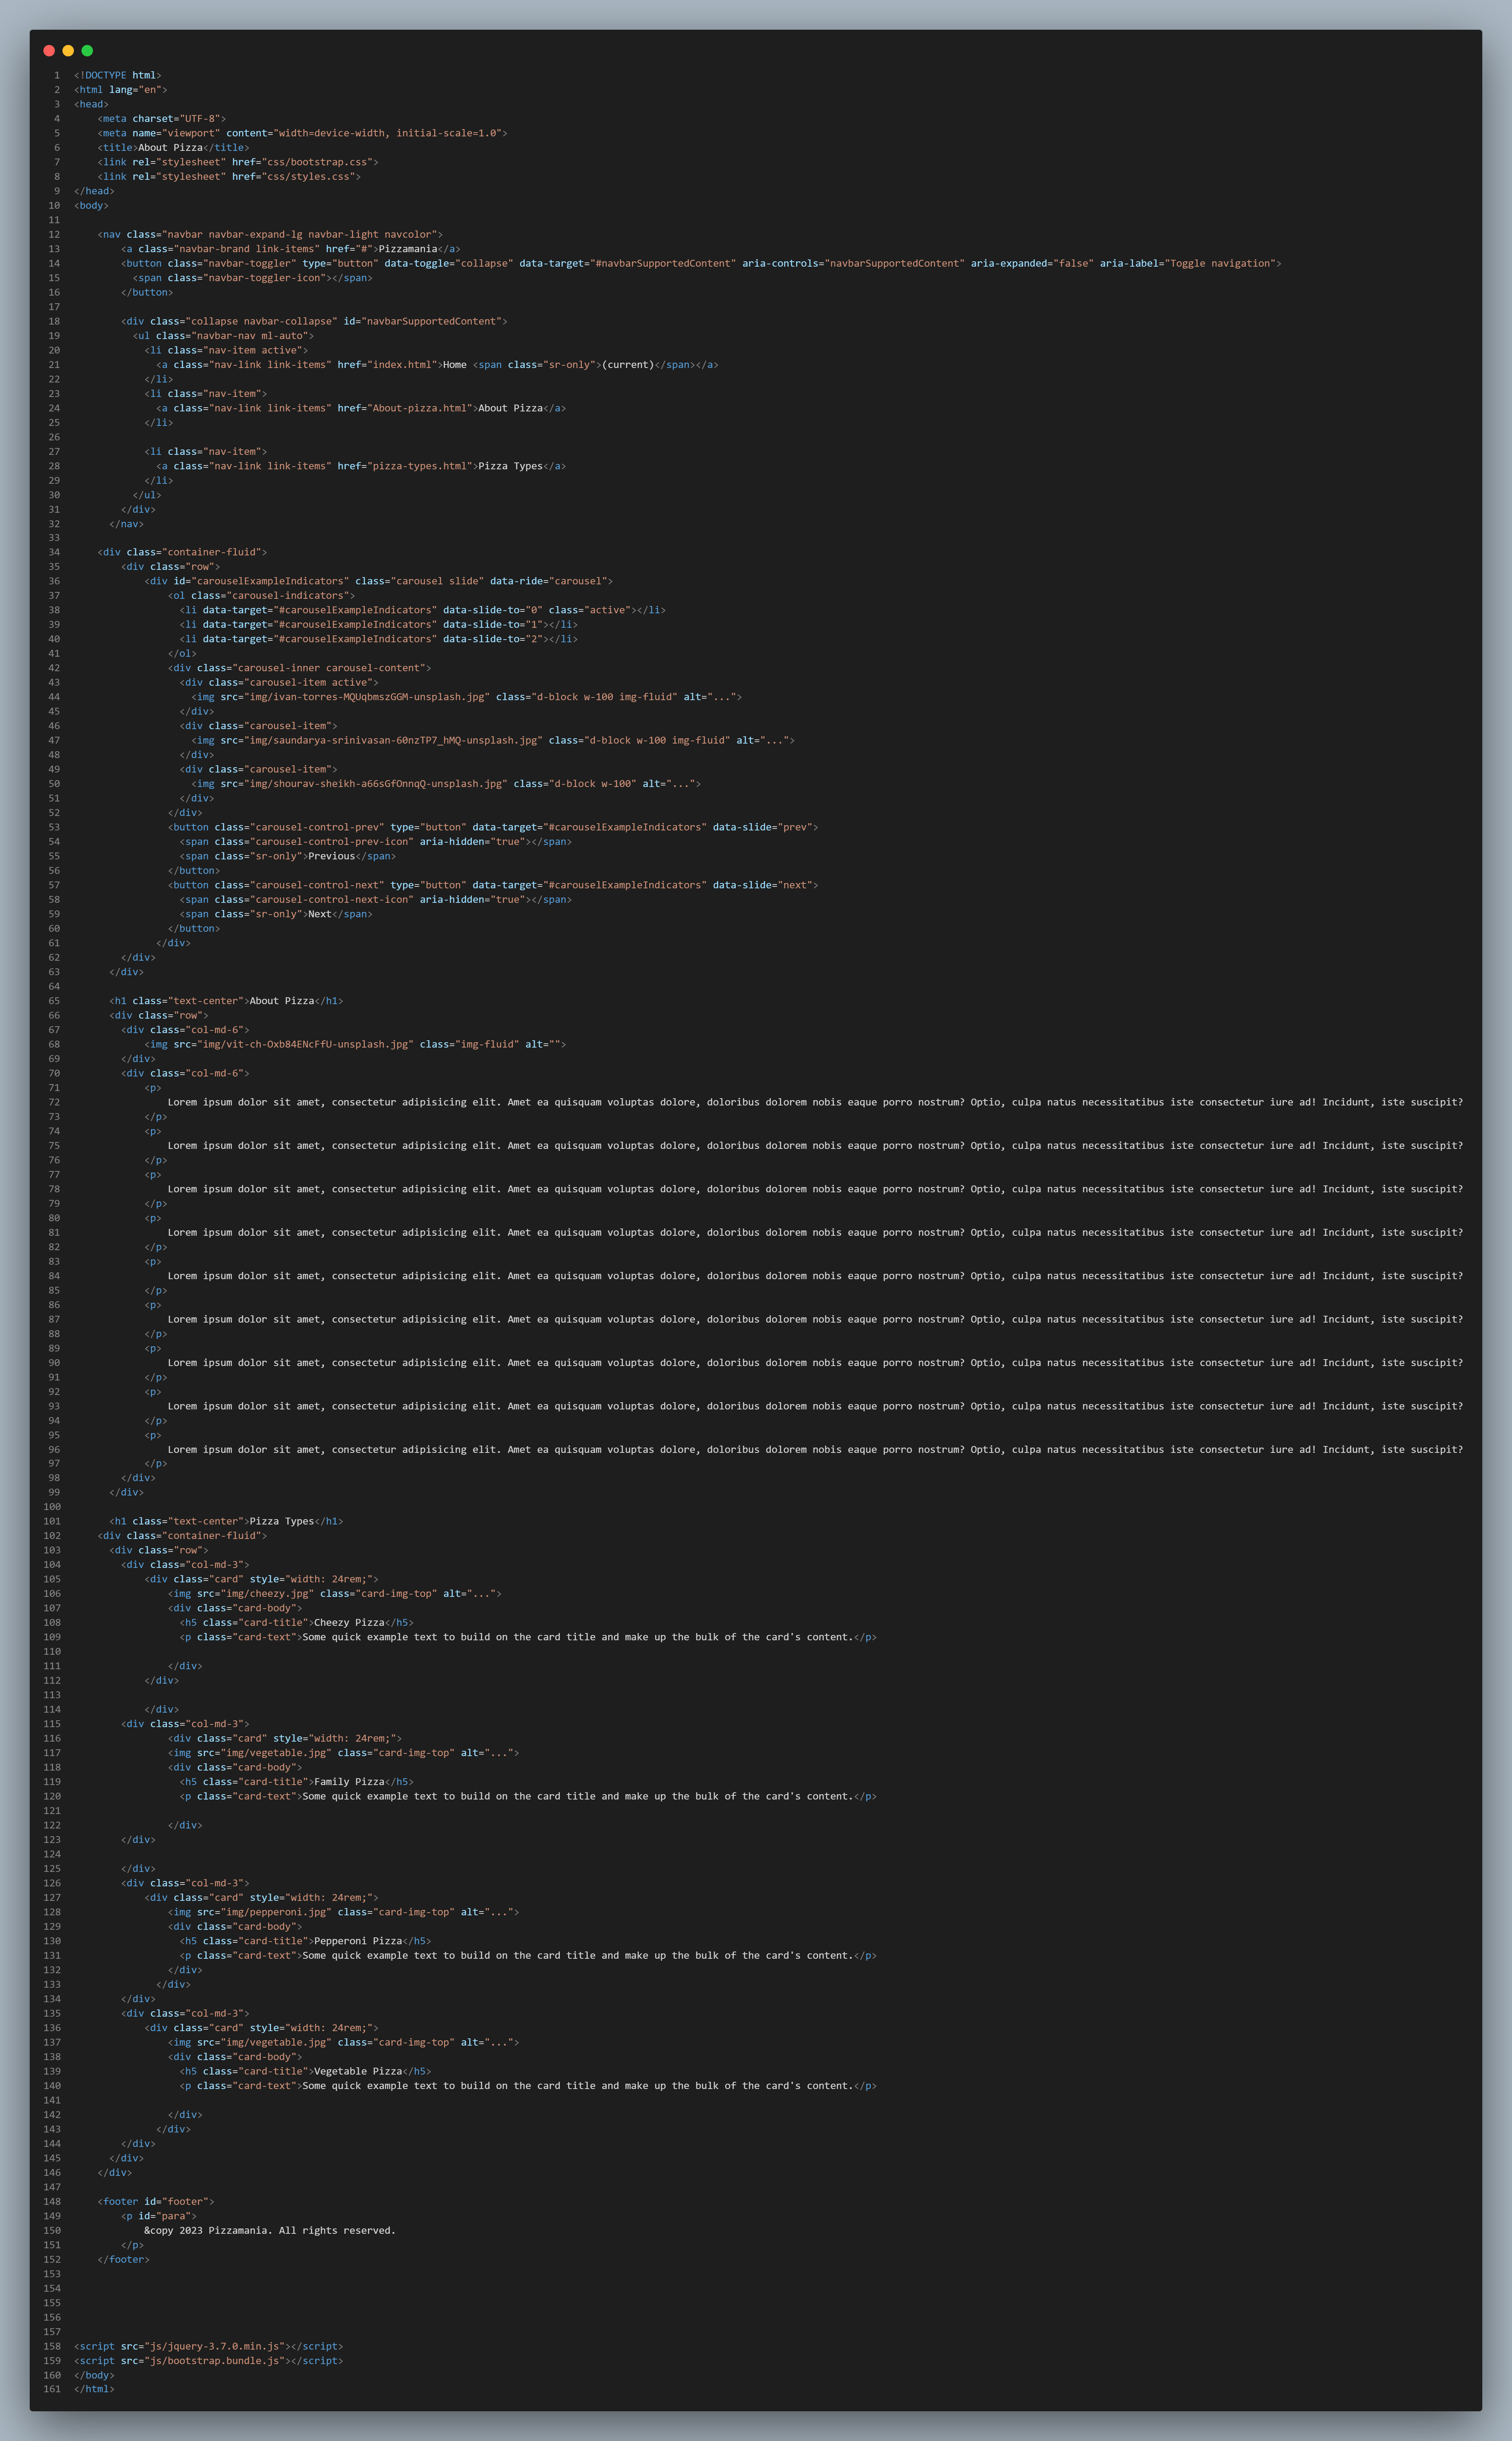 1 <!DOCTYPE html>
2 <html lang="en">
3 <head>
4     <meta charset="UTF-8">
5     <meta name="viewport" content="width=device-width, initial-scale=1.0">
6     <title>About Pizza</title>
7     <link rel="stylesheet" href="css/bootstrap.css">
8     <link rel="stylesheet" href="css/styles.css">
9 </head>
10 <body>
11
12     <nav class="navbar navbar-expand-lg navbar-light navcolor">
13         <a class="navbar-brand link-items" href="#">Pizzamania</a>
14         <button class="navbar-toggler" type="button" data-toggle="collapse" data-target="#navbarSupportedContent" aria-controls="navbarSupportedContent" aria-expanded="false" aria-label="Toggle navigation">
15           <span class="navbar-toggler-icon"></span>
16         </button>
17
18         <div class="collapse navbar-collapse" id="navbarSupportedContent">
19           <ul class="navbar-nav ml-auto">
20             <li class="nav-item active">
21               <a class="nav-link link-items" href="index.html">Home <span class="sr-only">(current)</span></a>
22             </li>
23             <li class="nav-item">
24               <a class="nav-link link-items" href="About-pizza.html">About Pizza</a>
25             </li>
26
27             <li class="nav-item">
28               <a class="nav-link link-items" href="pizza-types.html">Pizza Types</a>
29             </li>
30           </ul>
31         </div>
32       </nav>
33
34     <div class="container-fluid">
35         <div class="row">
36             <div id="carouselExampleIndicators" class="carousel slide" data-ride="carousel">
37                 <ol class="carousel-indicators">
38                   <li data-target="#carouselExampleIndicators" data-slide-to="0" class="active"></li>
39                   <li data-target="#carouselExampleIndicators" data-slide-to="1"></li>
40                   <li data-target="#carouselExampleIndicators" data-slide-to="2"></li>
41                 </ol>
42                 <div class="carousel-inner carousel-content">
43                   <div class="carousel-item active">
44                     <img src="img/ivan-torres-MQUqbmszGGM-unsplash.jpg" class="d-block w-100 img-fluid" alt="...">
45                   </div>
46                   <div class="carousel-item">
47                     <img src="img/saundarya-srinivasan-60nzTP7_hMQ-unsplash.jpg" class="d-block w-100 img-fluid" alt="...">
48                   </div>
49                   <div class="carousel-item">
50                     <img src="img/shourav-sheikh-a66sGfOnnqQ-unsplash.jpg" class="d-block w-100" alt="...">
51                   </div>
52                 </div>
53                 <button class="carousel-control-prev" type="button" data-target="#carouselExampleIndicators" data-slide="prev">
54                   <span class="carousel-control-prev-icon" aria-hidden="true"></span>
55                   <span class="sr-only">Previous</span>
56                 </button>
57                 <button class="carousel-control-next" type="button" data-target="#carouselExampleIndicators" data-slide="next">
58                   <span class="carousel-control-next-icon" aria-hidden="true"></span>
59                   <span class="sr-only">Next</span>
60                 </button>
61               </div>
62         </div>
63       </div>
64
65       <h1 class="text-center">About Pizza</h1>
66       <div class="row">
67         <div class="col-md-6">
68             <img src="img/vit-ch-Oxb84ENcFfU-unsplash.jpg" class="img-fluid" alt="">
69         </div>
70         <div class="col-md-6">
71             <p>
72                 Lorem ipsum dolor sit amet, consectetur adipisicing elit. Amet ea quisquam voluptas dolore, doloribus dolorem nobis eaque porro nostrum? Optio, culpa natus necessitatibus iste consectetur iure ad! Incidunt, iste suscipit?
73             </p>
74             <p>
75                 Lorem ipsum dolor sit amet, consectetur adipisicing elit. Amet ea quisquam voluptas dolore, doloribus dolorem nobis eaque porro nostrum? Optio, culpa natus necessitatibus iste consectetur iure ad! Incidunt, iste suscipit?
76             </p>
77             <p>
78                 Lorem ipsum dolor sit amet, consectetur adipisicing elit. Amet ea quisquam voluptas dolore, doloribus dolorem nobis eaque porro nostrum? Optio, culpa natus necessitatibus iste consectetur iure ad! Incidunt, iste suscipit?
79             </p>
80             <p>
81                 Lorem ipsum dolor sit amet, consectetur adipisicing elit. Amet ea quisquam voluptas dolore, doloribus dolorem nobis eaque porro nostrum? Optio, culpa natus necessitatibus iste consectetur iure ad! Incidunt, iste suscipit?
82             </p>
83             <p>
84                 Lorem ipsum dolor sit amet, consectetur adipisicing elit. Amet ea quisquam voluptas dolore, doloribus dolorem nobis eaque porro nostrum? Optio, culpa natus necessitatibus iste consectetur iure ad! Incidunt, iste suscipit?
85             </p>
86             <p>
87                 Lorem ipsum dolor sit amet, consectetur adipisicing elit. Amet ea quisquam voluptas dolore, doloribus dolorem nobis eaque porro nostrum? Optio, culpa natus necessitatibus iste consectetur iure ad! Incidunt, iste suscipit?
88             </p>
89             <p>
90                 Lorem ipsum dolor sit amet, consectetur adipisicing elit. Amet ea quisquam voluptas dolore, doloribus dolorem nobis eaque porro nostrum? Optio, culpa natus necessitatibus iste consectetur iure ad! Incidunt, iste suscipit?
91             </p>
92             <p>
93                 Lorem ipsum dolor sit amet, consectetur adipisicing elit. Amet ea quisquam voluptas dolore, doloribus dolorem nobis eaque porro nostrum? Optio, culpa natus necessitatibus iste consectetur iure ad! Incidunt, iste suscipit?
94             </p>
95             <p>
96                 Lorem ipsum dolor sit amet, consectetur adipisicing elit. Amet ea quisquam voluptas dolore, doloribus dolorem nobis eaque porro nostrum? Optio, culpa natus necessitatibus iste consectetur iure ad! Incidunt, iste suscipit?
97             </p>
98         </div>
99       </div>
100
101       <h1 class="text-center">Pizza Types</h1>
102     <div class="container-fluid">
103       <div class="row">
104         <div class="col-md-3">
105             <div class="card" style="width: 24rem;">
106                 <img src="img/cheezy.jpg" class="card-img-top" alt="...">
107                 <div class="card-body">
108                   <h5 class="card-title">Cheezy Pizza</h5>
109                   <p class="card-text">Some quick example text to build on the card title and make up the bulk of the card's content.</p>
110
111                 </div>
112             </div>
113
114             </div>
115         <div class="col-md-3">
116                 <div class="card" style="width: 24rem;">
117                 <img src="img/vegetable.jpg" class="card-img-top" alt="...">
118                 <div class="card-body">
119                   <h5 class="card-title">Family Pizza</h5>
120                   <p class="card-text">Some quick example text to build on the card title and make up the bulk of the card's content.</p>
121
122                 </div>
123         </div>
124
125         </div>
126         <div class="col-md-3">
127             <div class="card" style="width: 24rem;">
128                 <img src="img/pepperoni.jpg" class="card-img-top" alt="...">
129                 <div class="card-body">
130                   <h5 class="card-title">Pepperoni Pizza</h5>
131                   <p class="card-text">Some quick example text to build on the card title and make up the bulk of the card's content.</p>
132                 </div>
133               </div>
134         </div>
135         <div class="col-md-3">
136             <div class="card" style="width: 24rem;">
137                 <img src="img/vegetable.jpg" class="card-img-top" alt="...">
138                 <div class="card-body">
139                   <h5 class="card-title">Vegetable Pizza</h5>
140                   <p class="card-text">Some quick example text to build on the card title and make up the bulk of the card's content.</p>
141
142                 </div>
143               </div>
144         </div>
145       </div>
146     </div>
147
148     <footer id="footer">
149         <p id="para">
150             &copy 2023 Pizzamania. All rights reserved.
151         </p>
152     </footer>
153
154
155
156
157
158 <script src="js/jquery-3.7.0.min.js"></script>
159 <script src="js/bootstrap.bundle.js"></script>
160 </body>
161 </html>